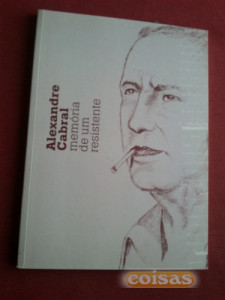 Alexandre
Cabral
memória
de um
resistente
coisas